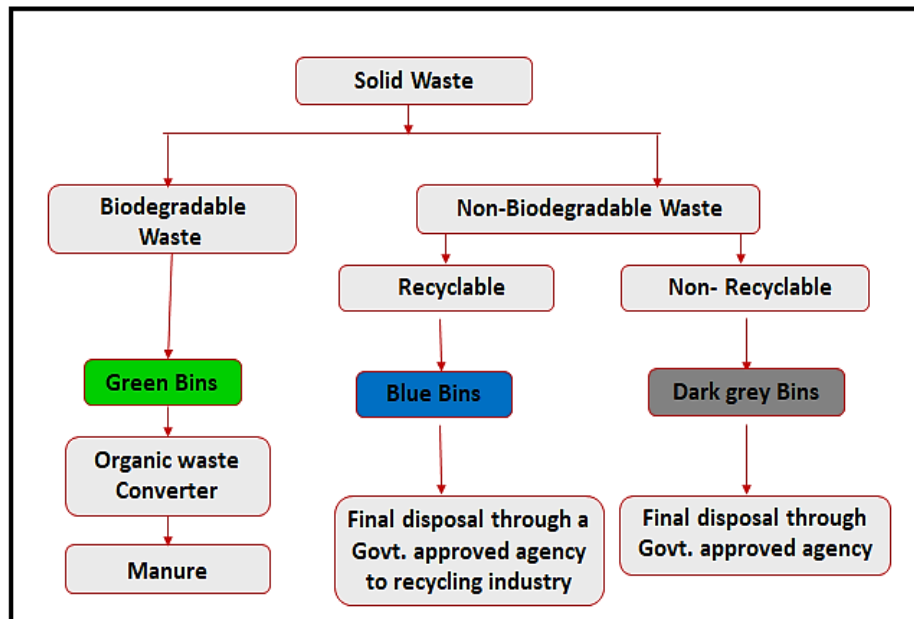 Solid Waste
Biodegradable
Waste
Non-Biodegradable Waste
Recyclable
Non- Recyclable
Green Bins
Blue Bins
Dark grey Bins
Organic waste
Converter
Final disposal through a
Govt. approved agency
to recycling industry
Final disposal through
Govt. approved agency
Manure